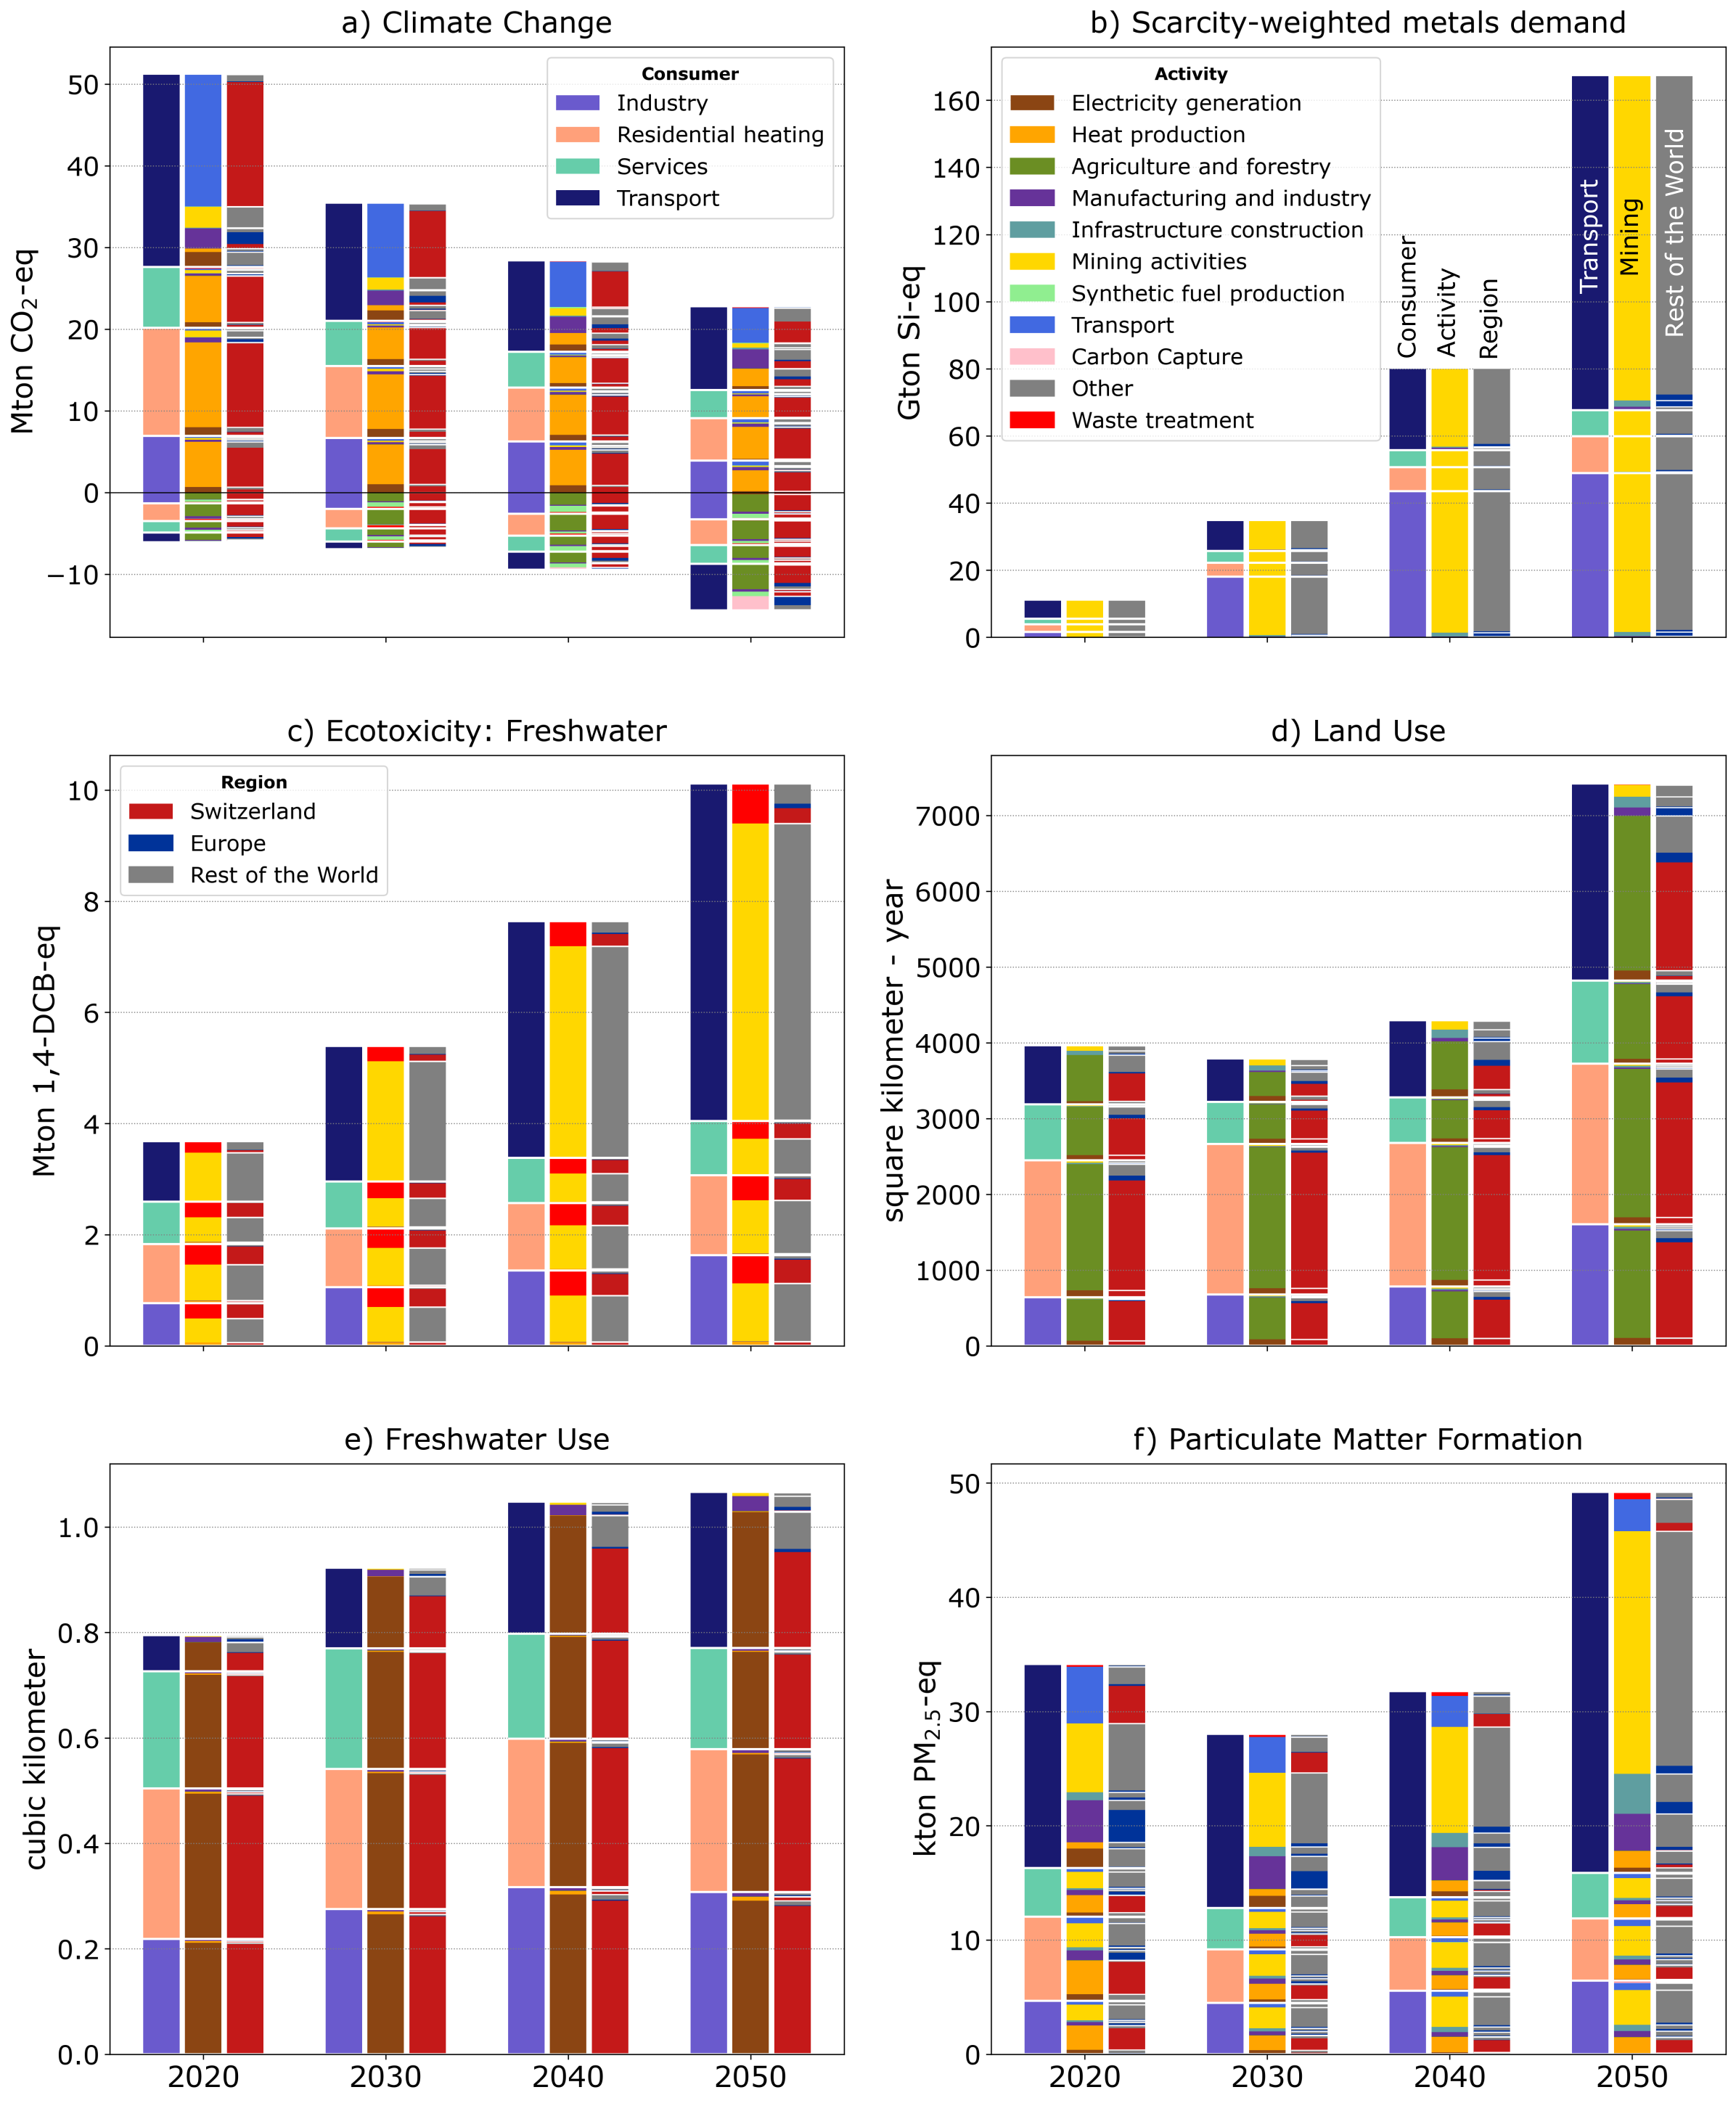 a) Climate Change
b) Scarcity-weighted metals demand
Mton CO2-eq
50
40
30
20
10
0
−10
Consumer
Industry
Residential heating
Services
Transport
Gton Si-eq
160
140
120
100
80
60
40
20
0
Activity
Electricity generation
Heat production
Agriculture and forestry
Manufacturing and industry
Infrastructure construction
Mining activities
Synthetic fuel production
Transport
Carbon Capture
Other
Waste treatment
Consumer
Activity
Region
Transport
Mining
Rest of the World
c) Ecotoxicity: Freshwater
d) Land Use
Mton 1,4-DCB-eq
10
8
6
4
2
0
Region
Switzerland
Europe
Rest of the World
square kilometer - year
7000
6000
5000
4000
3000
2000
1000
0
e) Freshwater Use
f) Particulate Matter Formation
cubic kilometer
1.0
0.8
0.6
0.4
0.2
0.0
2020
2030
2040
2050
kton PM2.5-eq
50
40
30
20
10
0
2020
2030
2040
2050